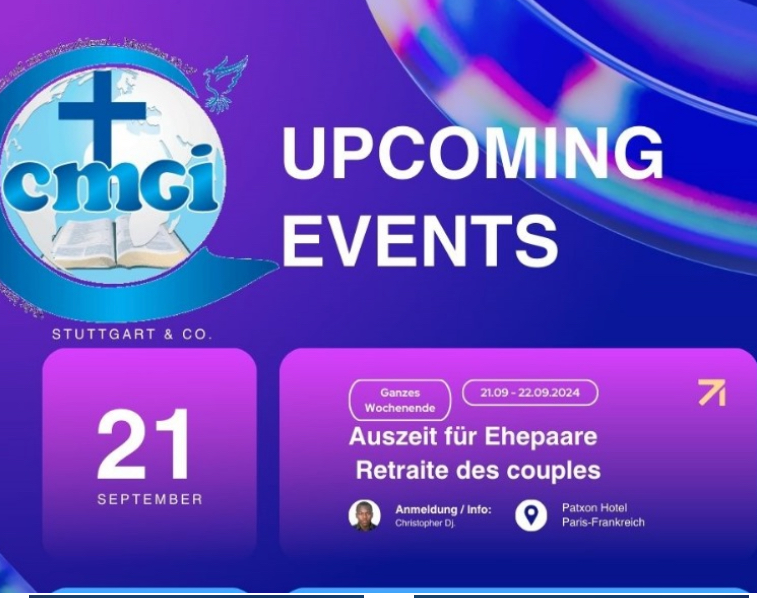 cmci
STUTTGART & CO.
UPCOMING
EVENTS
21
SEPTEMBER
Ganzes
Wochenende
21.09 - 22.09.2024
Auszeit für Ehepaare
Retraite des couples
Anmeldung / Info:
Christopher Dj.
Patxon Hotel
Paris-Frankreich